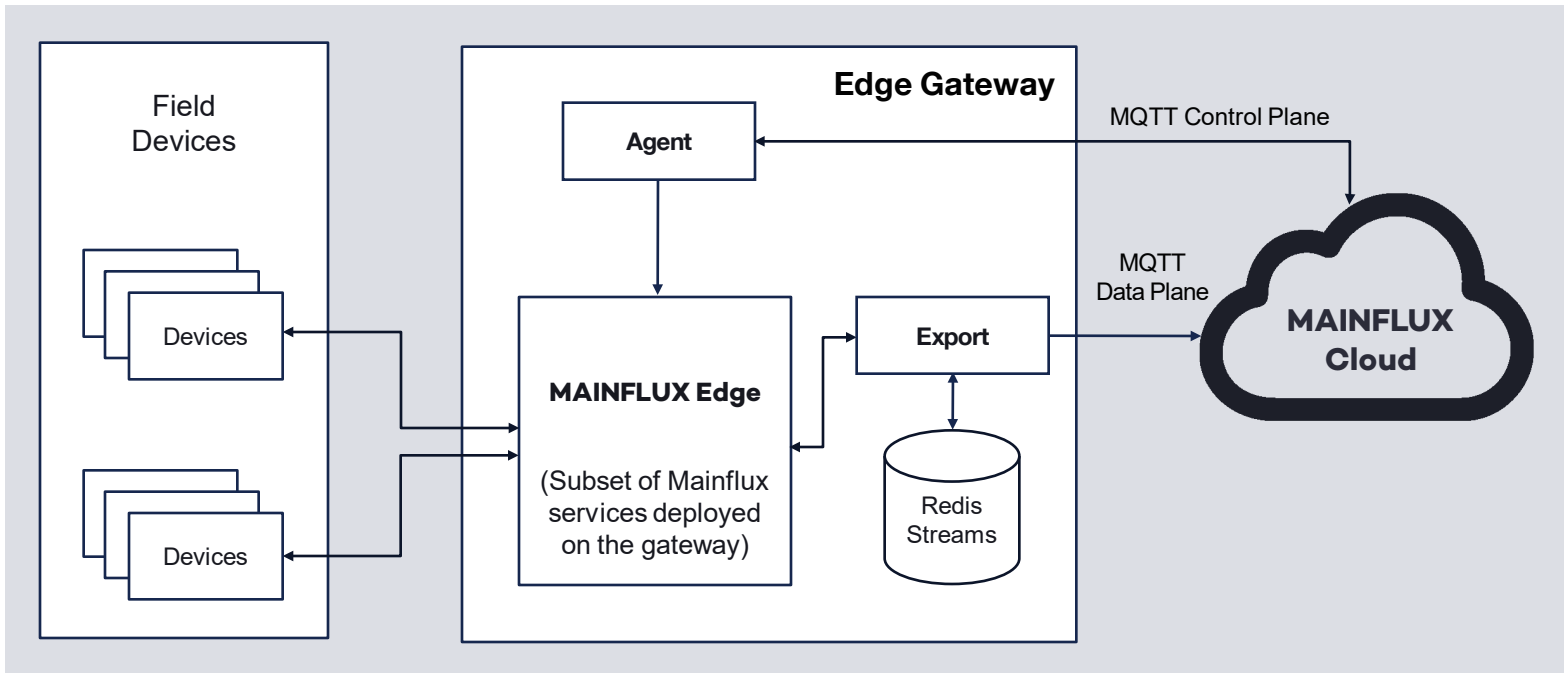 Field
Devices
Devices
Devices
Edge Gateway
Agent
MAINFLUX Edge
(Subset of Mainflux
services deployed
on the gateway)
Export
Redis
Streams
MQTT Control Plane
MQTT
Data Plane
MAINFLUX
Cloud